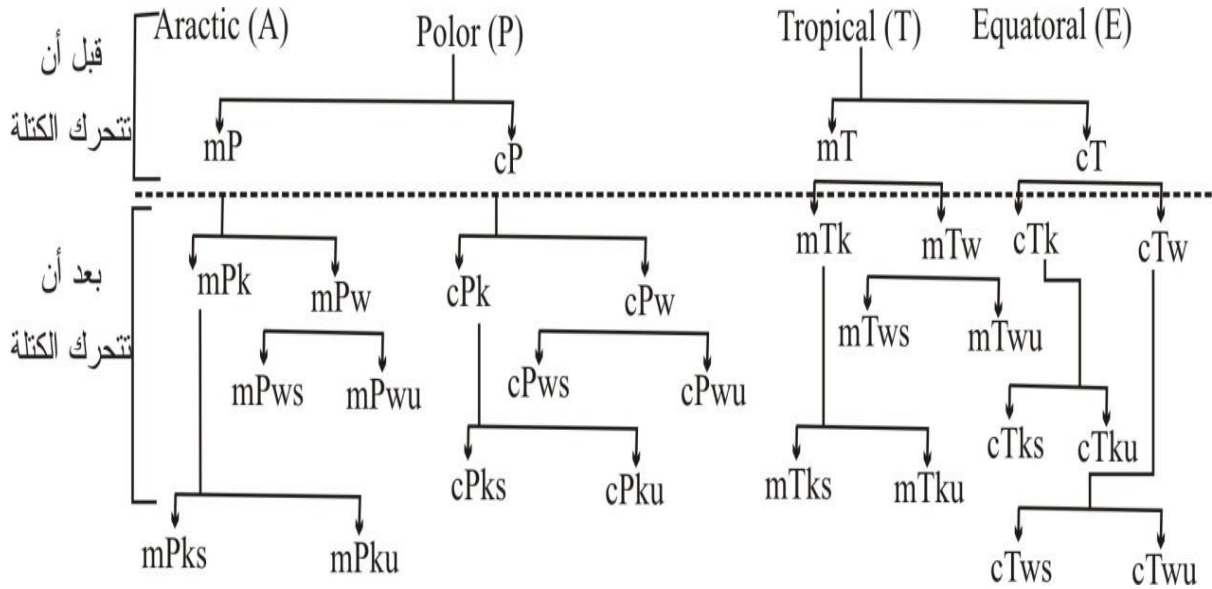 Aractic (A) Polor (P) Tropical (T) Equatoral (E)
قبل أن
تتحرك الكتلة
mP cP mT cT
mTk mTw cTk cTw
mPk mPw cPk cPw
بعد أن
تتحرك الكتلة
mTws mTwu
mPws mPwu cPws cPwu
cTks cTku
cPks cPku mTks mTku
mPks mPku cTws cTwu